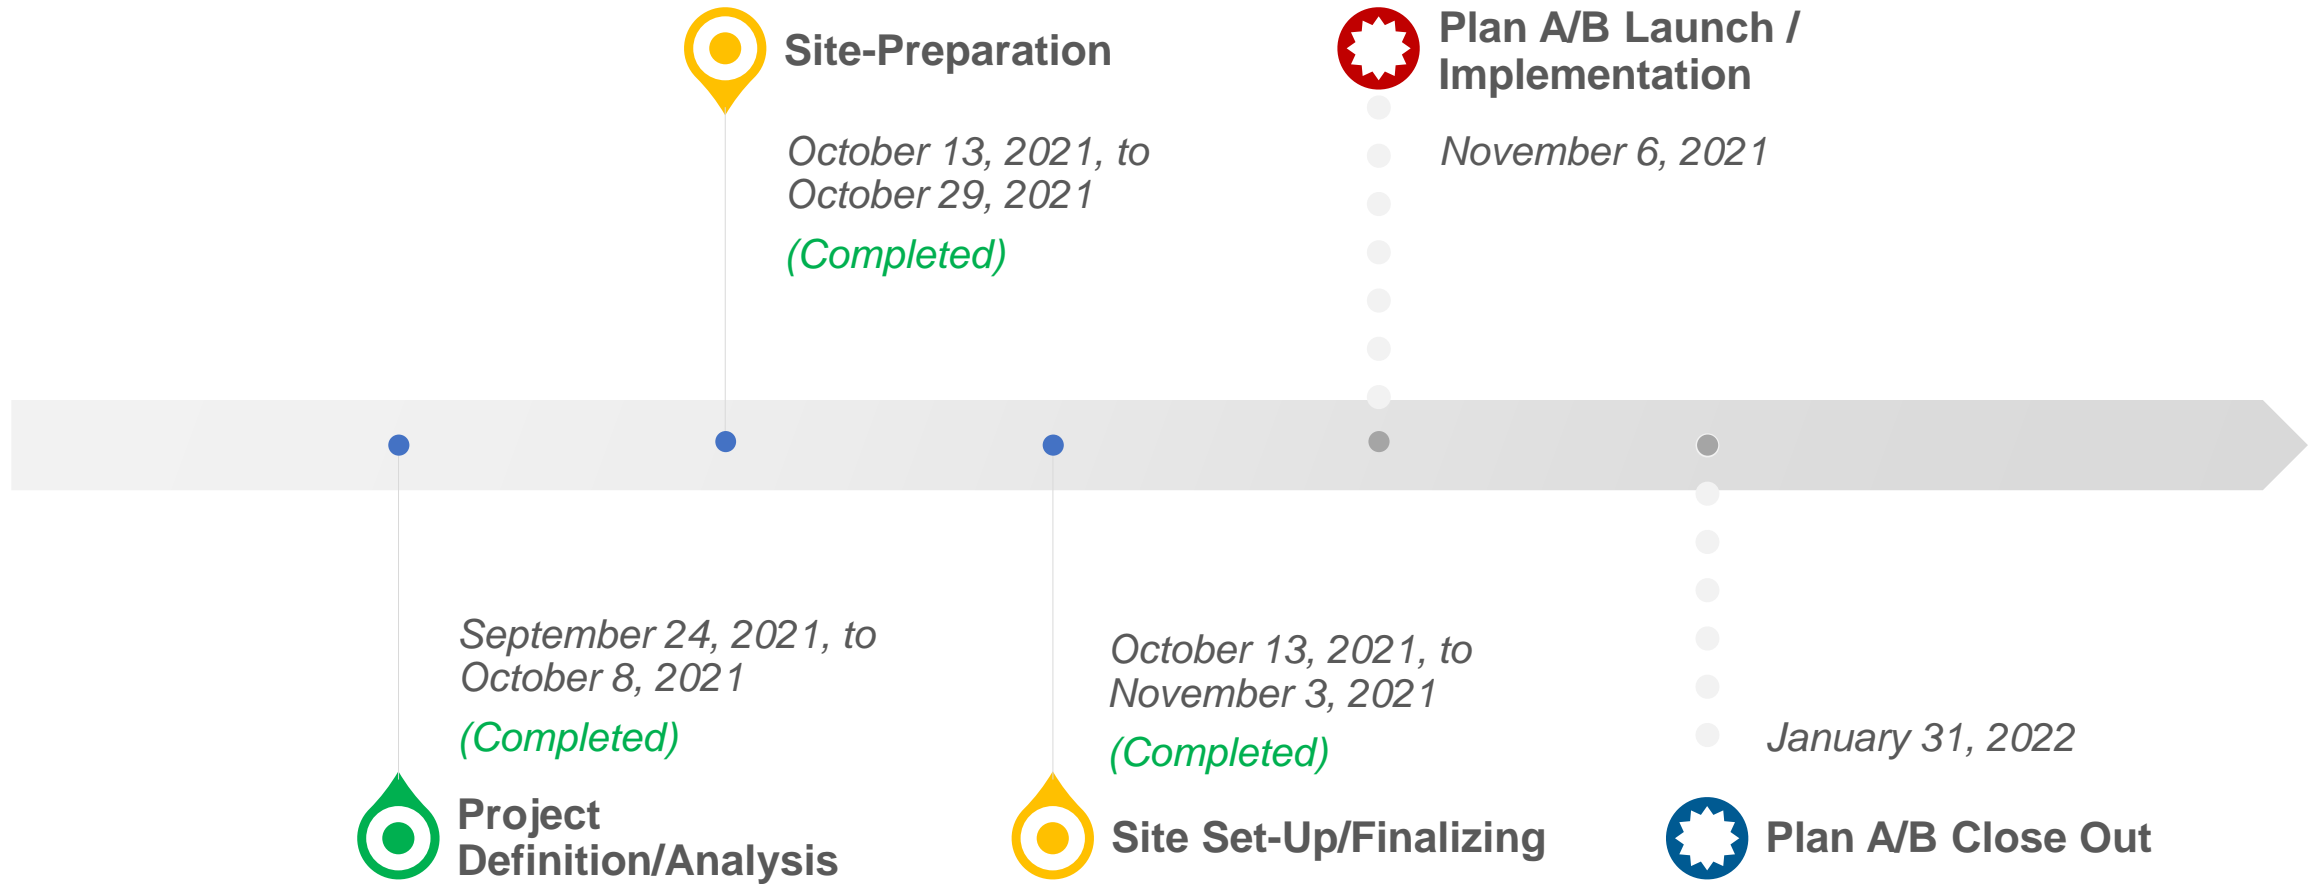 Site-Preparation
October 13, 2021, to
October 29, 2021
(Completed)
Plan A/B Launch /
Implementation
November 6, 2021
September 24, 2021, to
October 8, 2021
(Completed)
Project
Definition/Analysis
October 13, 2021, to
November 3, 2021
(Completed)
Site Set-Up/Finalizing
January 31, 2022
Plan A/B Close Out